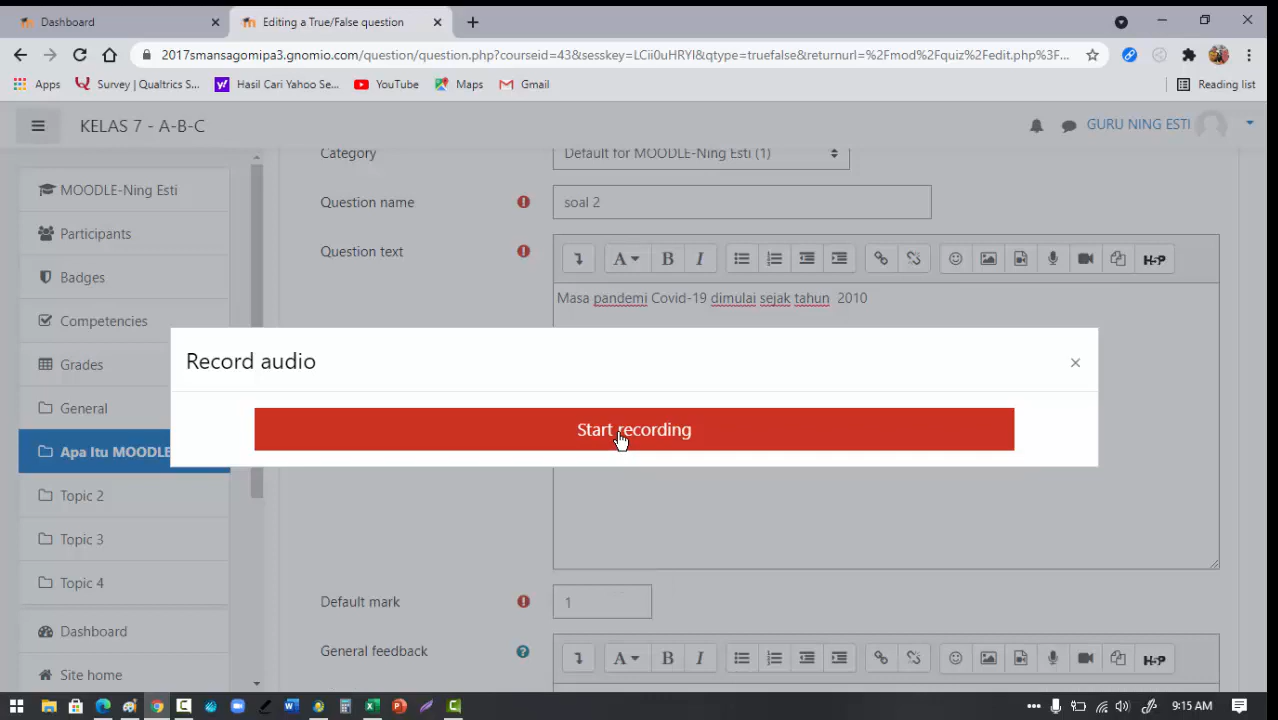 Dashboard
Editing a True/False question
2017smansagomipa3.gnomio.com/question/question.php?courseid=43&sesskey=LCii0uHRYl&qtype=truefalse&returnurl=%2Fmod%2Fquiz%2Fedit.php%3F...
Apps
Survey | Qualtrics S...
Hasil Cari Yahoo Se...
YouTube
Maps
Gmail
Reading list
KELAS 7 - A-B-C
GURU NING ESTI
MOODLE-Ning Esti
Participants
Badges
Competencies
Grades
General
Apa Itu MOODLE
Topic 2
Topic 3
Topic 4
Dashboard
Site home
Category
Default for MOODLE-Ning Esti (1)
Question name
soal 2
Question text
A B I H-P
Masa pandemi Covid-19 dimulai sejak tahun 2010
Record audio
Start recording
Default mark
1
General feedback
A B I H-P
9:15 AM